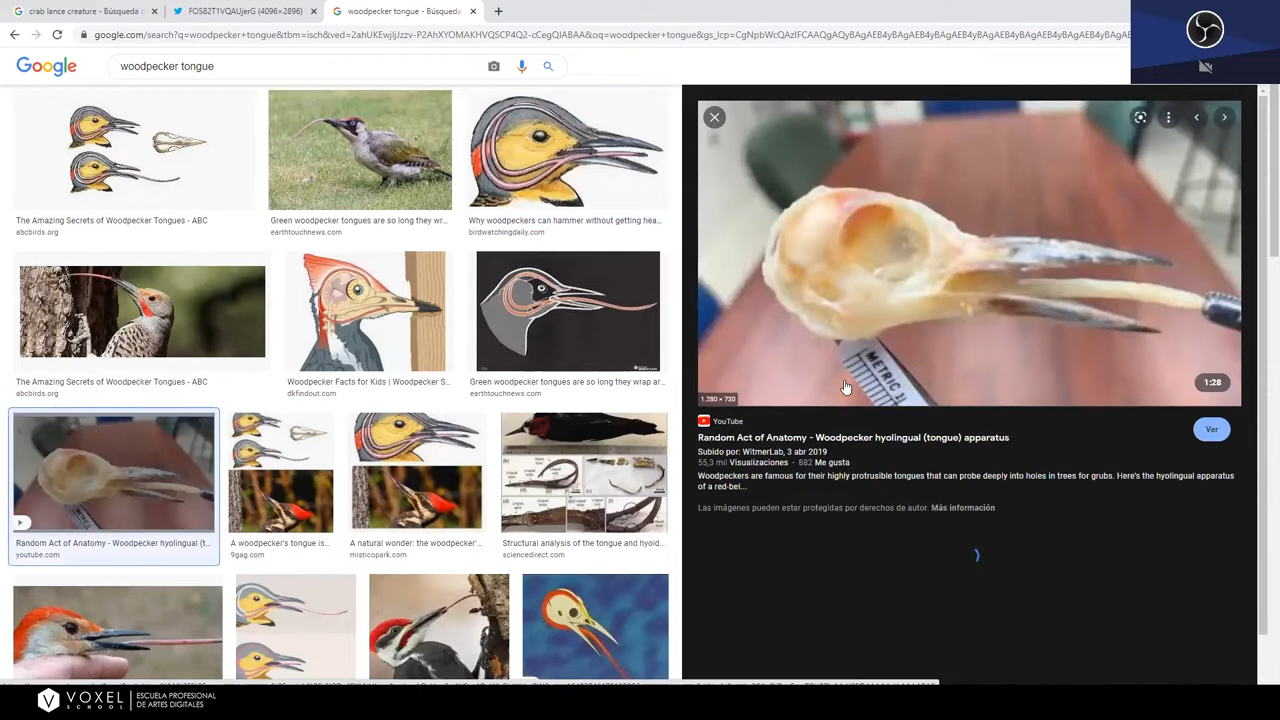 crab lance creature - Búsqueda d
FOS82T1VQAUjerG (4096×2896)
woodpecker tongue - Búsqueda
Google
woodpecker tongue
The Amazing Secrets of Woodpecker Tongues - ABC
abcbirds.org
Green woodpecker tongues are so long they wr...
earthtouchnews.com
Why woodpeckers can hammer without getting hea...
birdwatchingdaily.com
The Amazing Secrets of Woodpecker Tongues - ABC
abcbirds.org
Woodpecker Facts for Kids | Woodpecker S...
dkfindout.com
Green woodpecker tongues are so long they wrap ar...
earthtouchnews.com
Random Act of Anatomy - Woodpecker hyolingual (t...
youtube.com
A woodpecker's tongue is...
9gag.com
A natural wonder: the woodpecker'...
misticopark.com
Structural analysis of the tongue and hyoid...
sciencedirect.com
METRIC
1:28
1.280 × 720
YouTube
Ver
Random Act of Anatomy - Woodpecker hyolingual (tongue) apparatus
Subido por: WitmerLab, 3 abr 2019
55,3 mil Visualizaciones · 882 Me gusta
Woodpeckers are famous for their highly protrusible tongues that can probe deeply into holes in trees for grubs. Here's the hyolingual apparatus
of a red-bel...
Las imágenes pueden estar protegidas por derechos de autor. Más información
VOXEL
SCHOOL
ESCUELA PROFESIONAL
DE ARTES DIGITALES